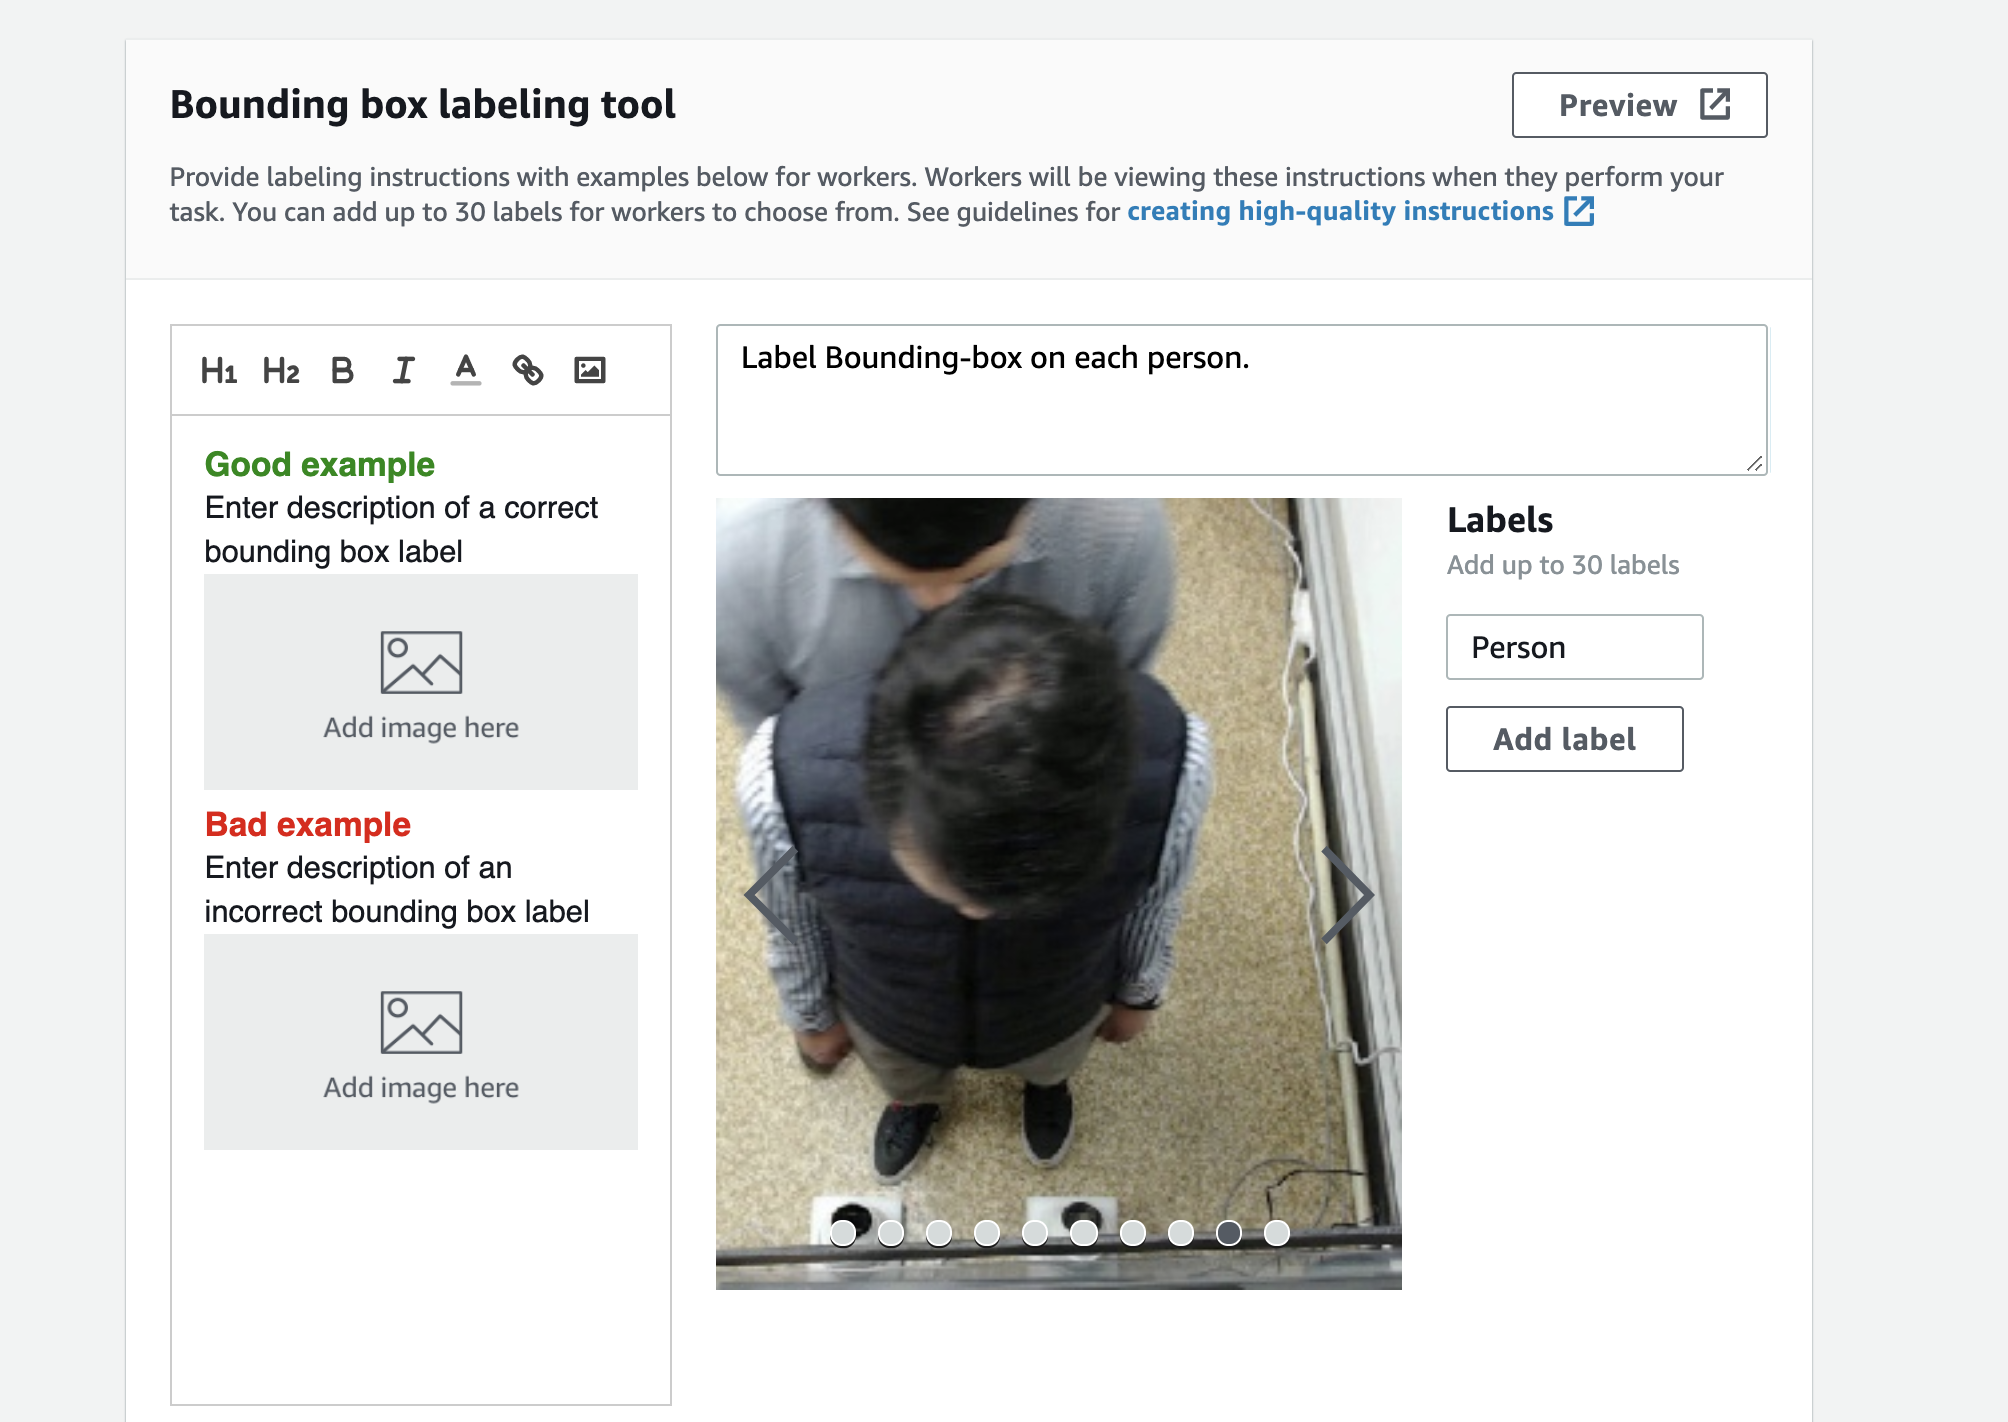 Bounding box labeling tool
Preview
Provide labeling instructions with examples below for workers. Workers will be viewing these instructions when they perform your
task. You can add up to 30 labels for workers to choose from. See guidelines for creating high-quality instructions
H1 H2 B I A
Good example
Enter description of a correct
bounding box label
Add image here
Bad example
Enter description of an
incorrect bounding box label
Add image here
Label Bounding-box on each person.
Labels
Add up to 30 labels
Person
Add label